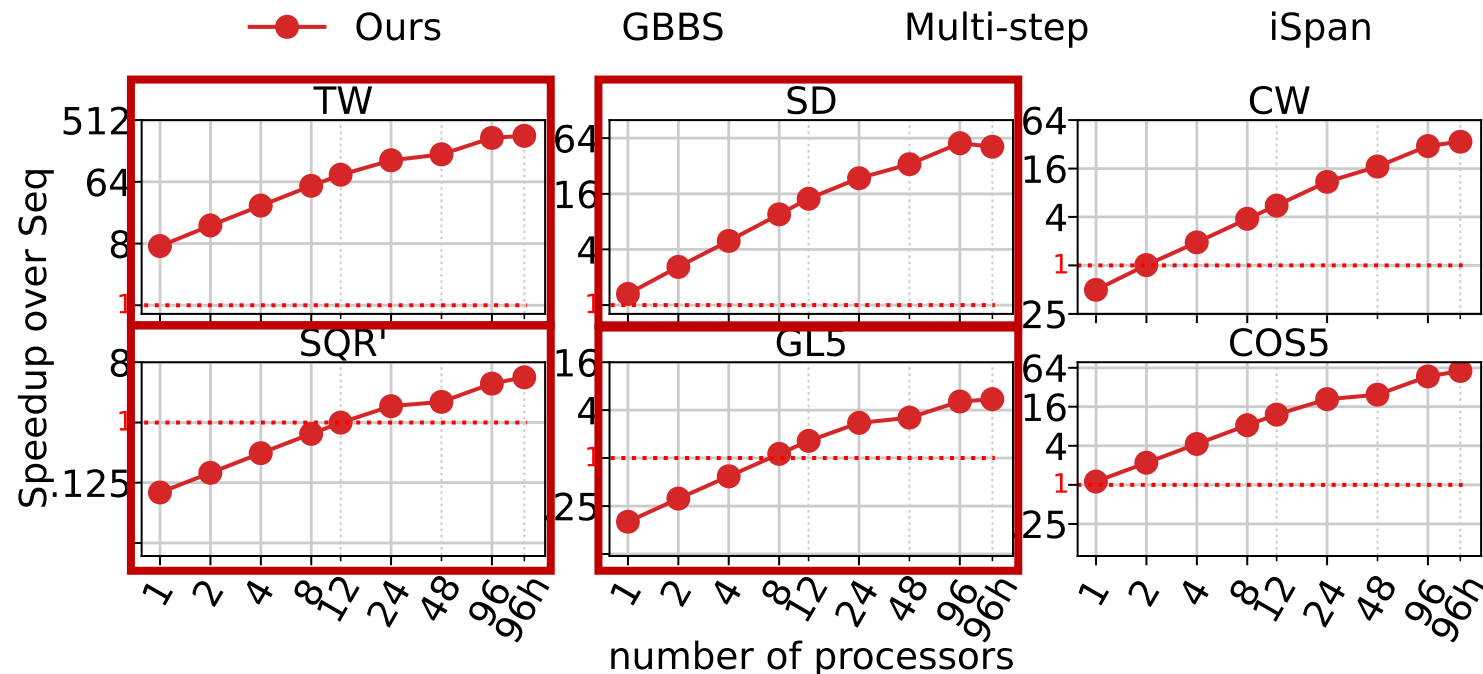 Ours GBBS Multi-step iSpan
TW SD CW
512 64 8 1
64 16 4 1
64 16 4 1 25
SQR' GL5 COS5
8 1 .125
16 4 1 25
64 16 4 1 25
Speedup over Seq
1 2 4 8 12 24 48 96 96h
1 2 4 8 12 24 48 96 96h
1 2 4 8 12 24 48 96 96h
number of processors